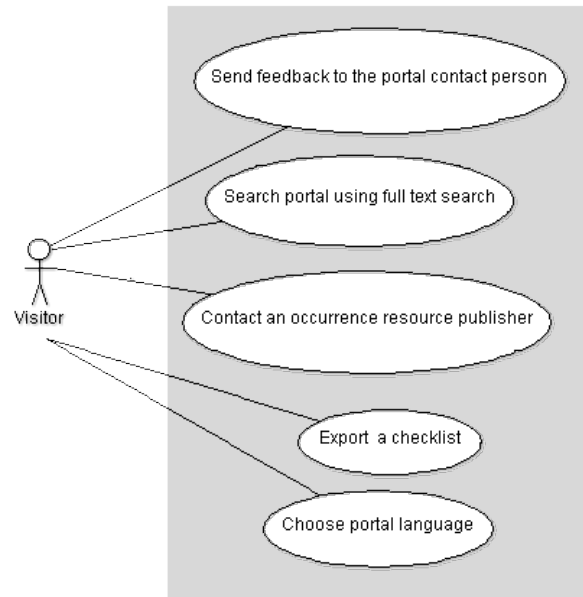 Send feedback to the portal contact person
Search portal using full text search
Visitor
Contact an occurrence resource publisher
Export a checklist
Choose portal language